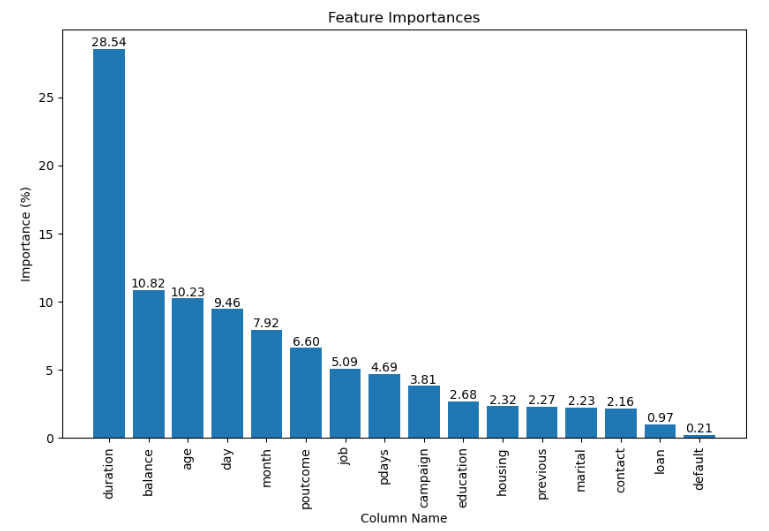 Feature Importances
28.54
10.82
10.23
9.46
7.92
6.60
5.09
4.69
3.81
2.68
2.32
2.27
2.23
2.16
0.97
0.21
25
20
15
10
5
0
Importance (%)
duration
balance
age
day
month
poutcome
job
pdays
campaign
education
housing
previous
marital
contact
loan
default
Column Name